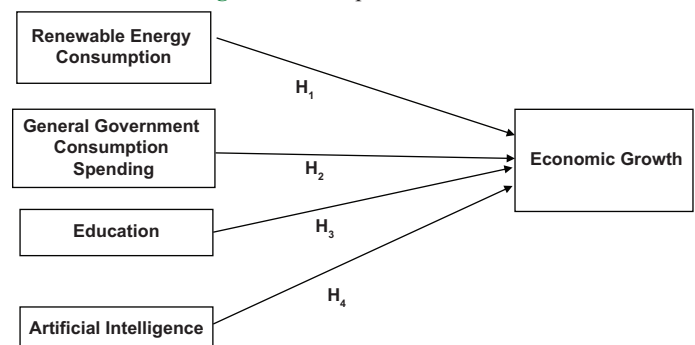 Renewable Energy
Consumption
H1
General Government
Consumption
Spending
Economic Growth
H2
Education
H3
H4
Artificial Intelligence